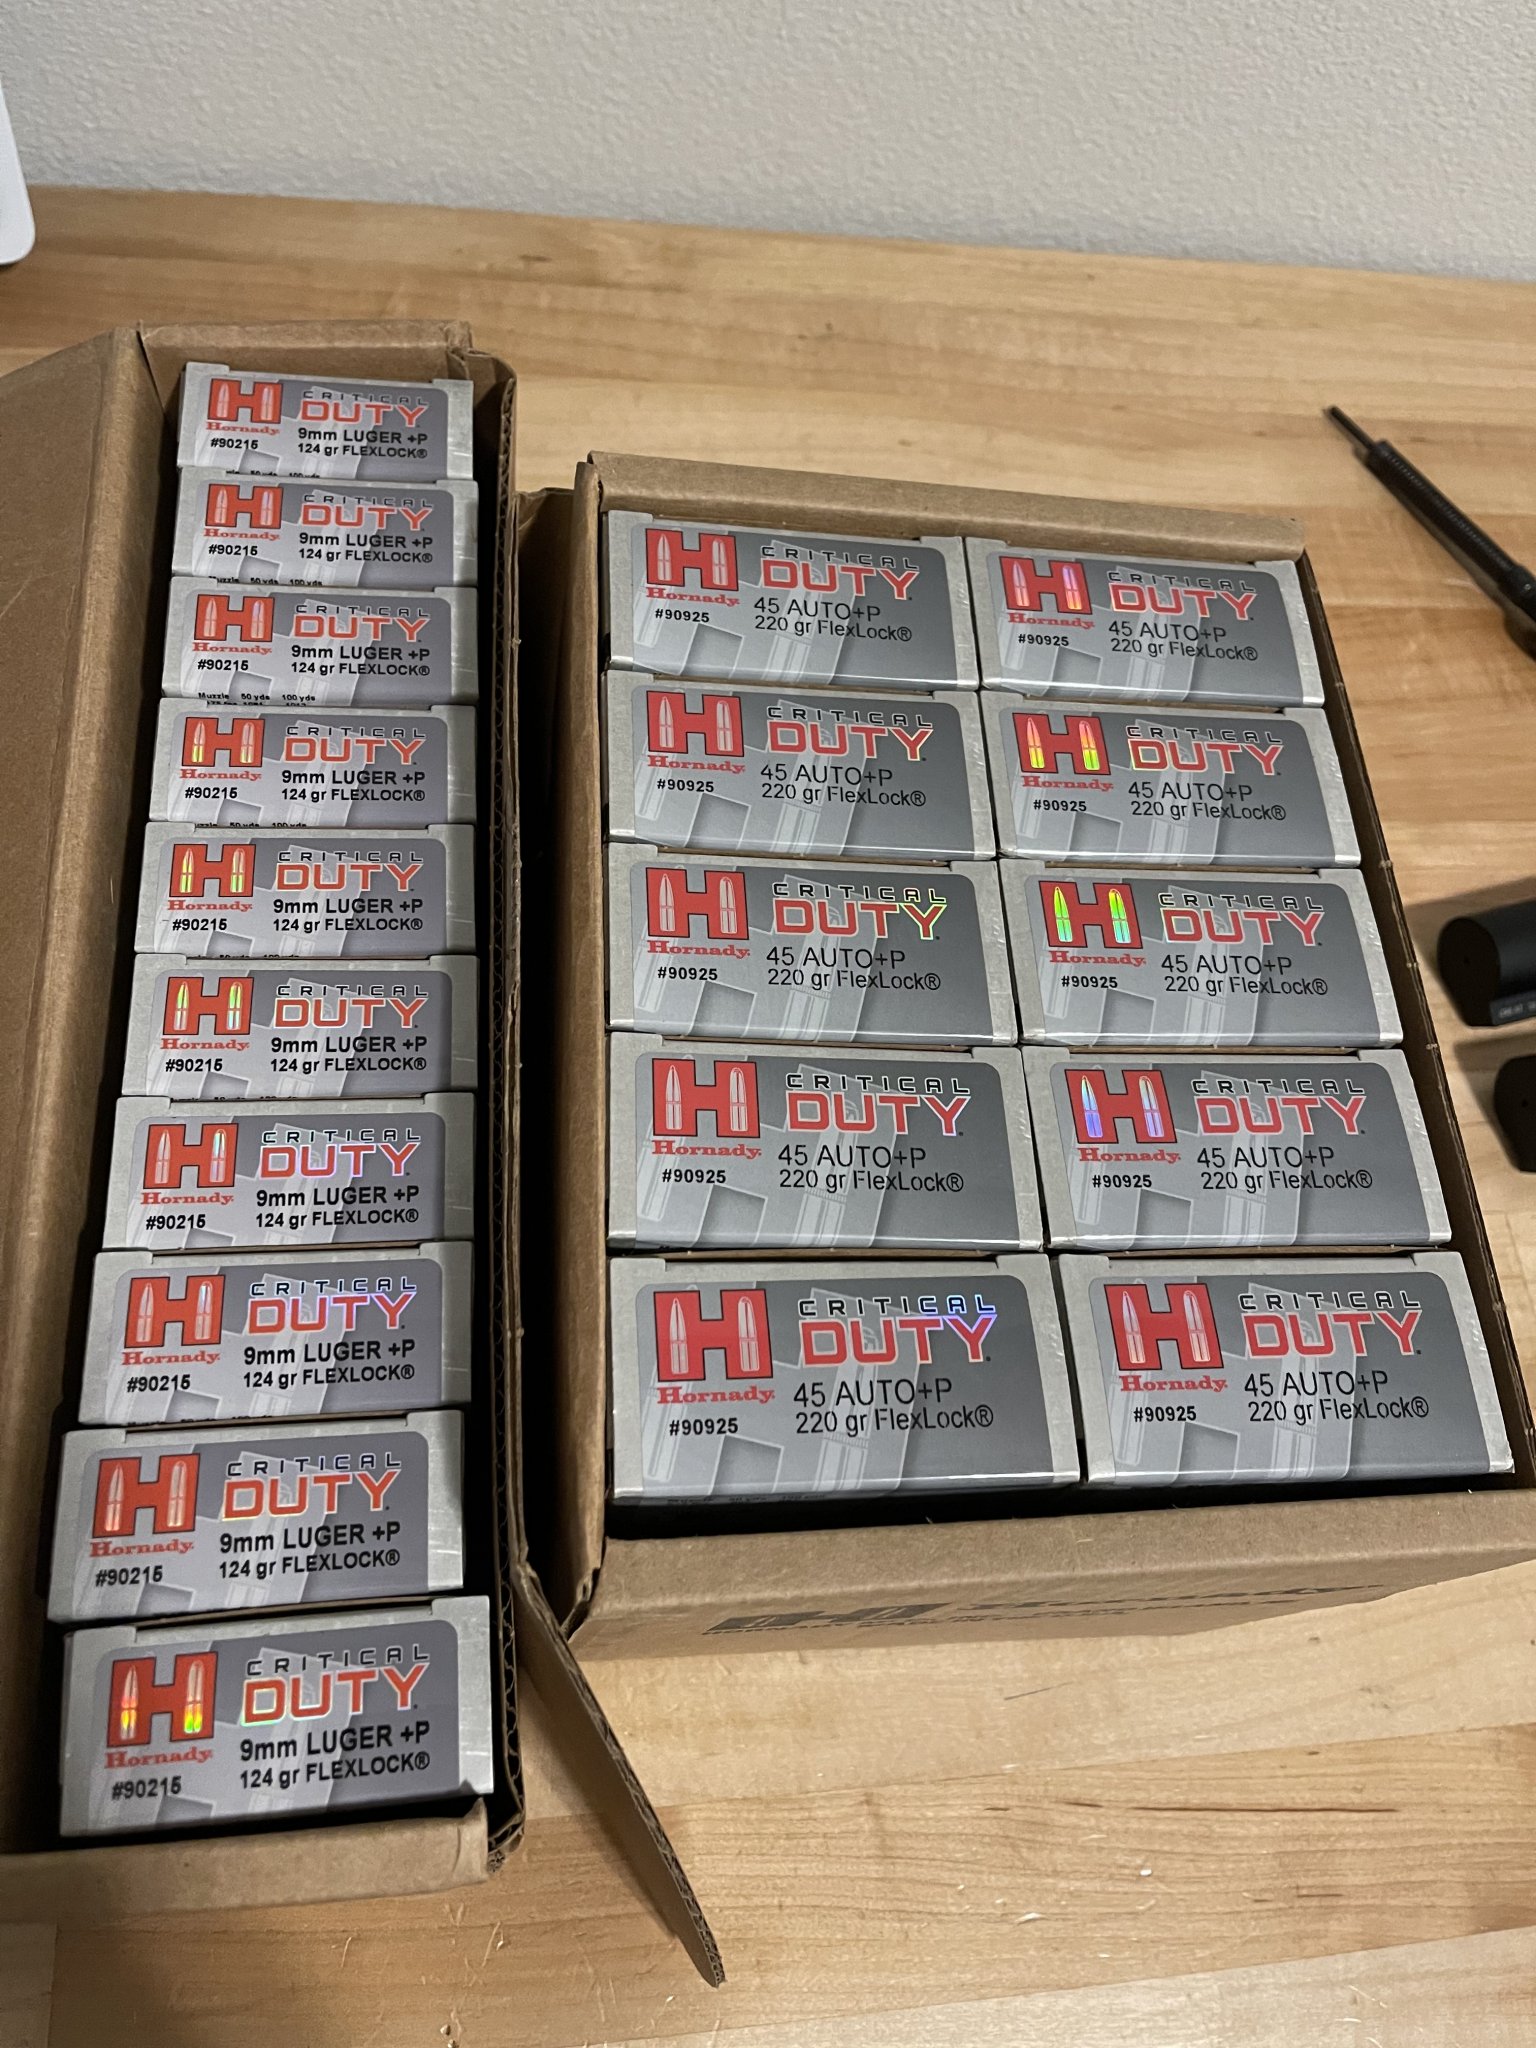 CRITICAL
DUTY
Hornady
9mm LUGER +P
#90215
124 gr FLEXLOCK®
CRITICAL
DUTY
Hornady
9mm LUGER +P
#90215
124 gr FLEXLOCK®
Muzzle 50 yds 100 yds
CRITICAL
DUTY
Hornady
9mm LUGER +P
#90215
124 gr FLEXLOCK®
Muzzle 50 yds 100 yds
CRITICAL
DUTY
Hornady.
9mm LUGER +P
#90215
124 gr FLEXLOCK®
CRITICAL
DUTY
Hornady.
9mm LUGER +P
#90215
124 gr FLEXLOCK®
CRITICAL
DUTY
Hornady.
9mm LUGER +P
#90215
124 gr FLEXLOCK®
CRITICAL
DUTY
Hornady.
9mm LUGER +P
#90215
124 gr FLEXLOCK®
CRITICAL
DUTY
Hornady.
9mm LUGER +P
#90215
124 gr FLEXLOCK®
CRITICAL
DUTY
Hornady.
9mm LUGER +P
#90215
124 gr FLEXLOCK®
CRITICAL
DUTY
Hornady.
9mm LUGER +P
#90215
124 gr FLEXLOCK®
CRITICAL
DUTY
Hornady.
45 AUTO+P
#90925
220 gr FlexLock®
CRITICAL
DUTY
Hornady.
45 AUTO+P
#90925
220 gr FlexLock®
CRITICAL
DUTY
Hornady.
45 AUTO+P
#90925
220 gr FlexLock®
CRITICAL
DUTY
Hornady.
45 AUTO+P
#90925
220 gr FlexLock®
CRITICAL
DUTY
Hornady.
45 AUTO+P
#90925
220 gr FlexLock®
CRITICAL
DUTY
Hornady.
45 AUTO+P
#90925
220 gr FlexLock®
CRITICAL
DUTY
Hornady.
45 AUTO+P
#90925
220 gr FlexLock®
CRITICAL
DUTY
Hornady.
45 AUTO+P
#90925
220 gr FlexLock®
CRITICAL
DUTY
Hornady.
45 AUTO+P
#90925
220 gr FlexLock®
CRITICAL
DUTY
Hornady.
45 AUTO+P
#90925
220 gr FlexLock®